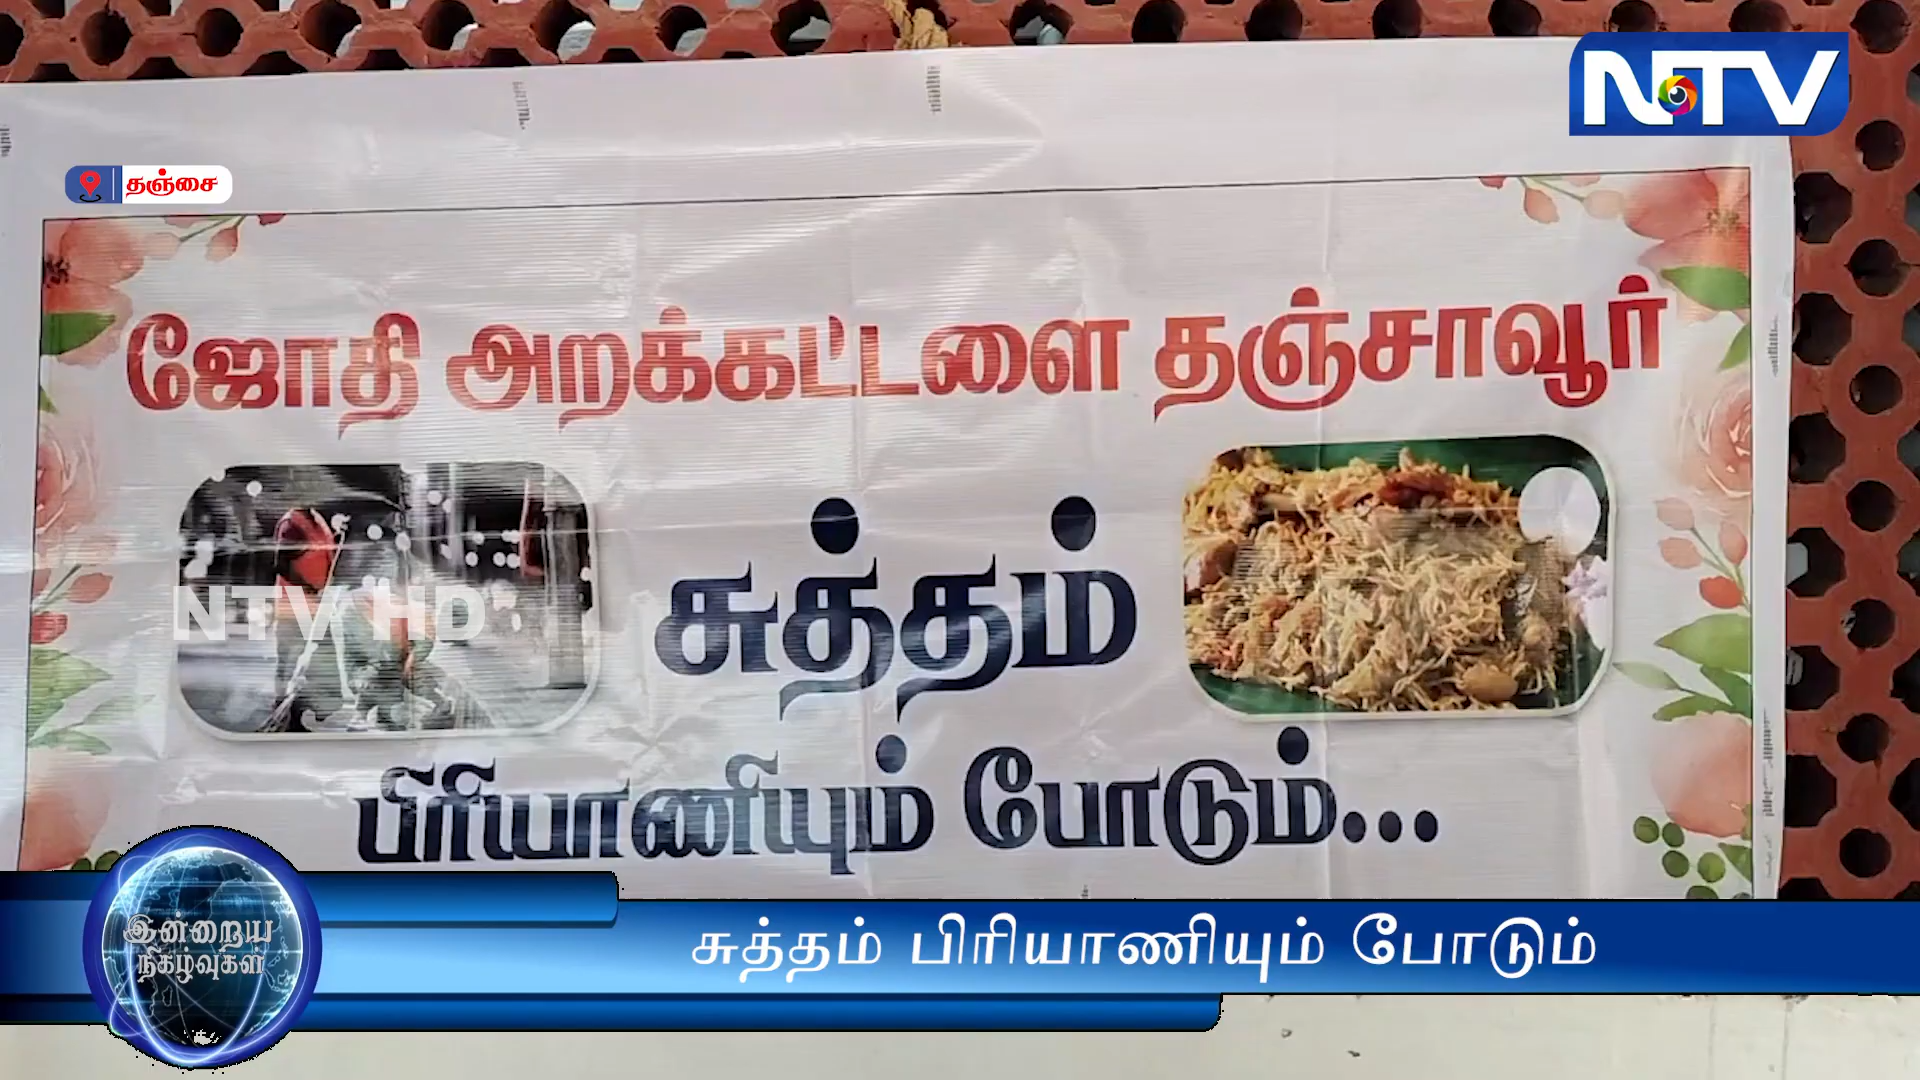 NTV
தஞ்சை
ஜோதி அறக்கட்டளை தஞ்சாவூர்
சுத்தம்
NTV HD
பிரியாணியும் போடும்...
இன்றைய
நிகழ்வுகள்
சுத்தம் பிரியாணியும் போடும்